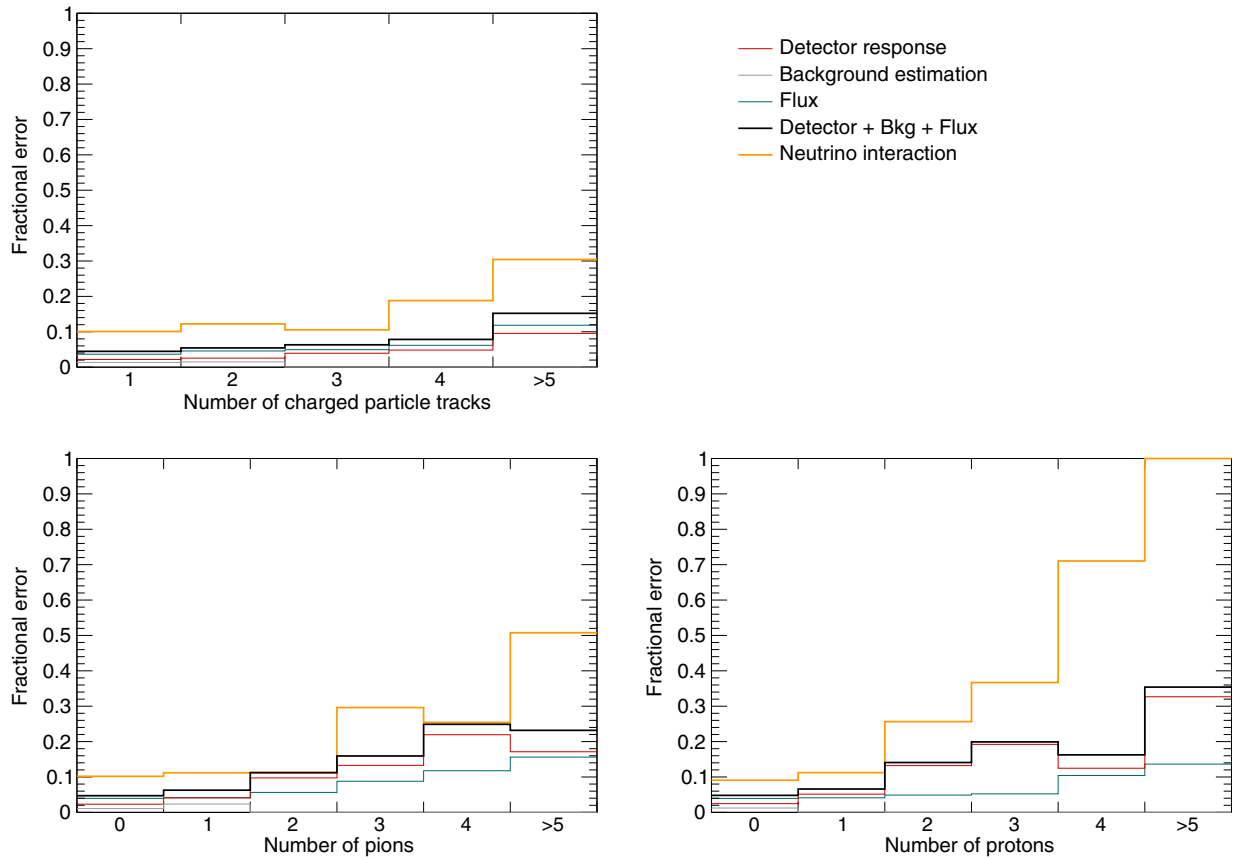 1
0.9
0.8
0.7
0.6
0.5
0.4
0.3
0.2
0.1
0
Fractional error
1 2 3 4 >5
Number of charged particle tracks
Detector response
Background estimation
Flux
Detector + Bkg + Flux
Neutrino interaction
1
0.9
0.8
0.7
0.6
0.5
0.4
0.3
0.2
0.1
0
Fractional error
0 1 2 3 4 >5
Number of pions
1
0.9
0.8
0.7
0.6
0.5
0.4
0.3
0.2
0.1
0
Fractional error
0 1 2 3 4 >5
Number of protons